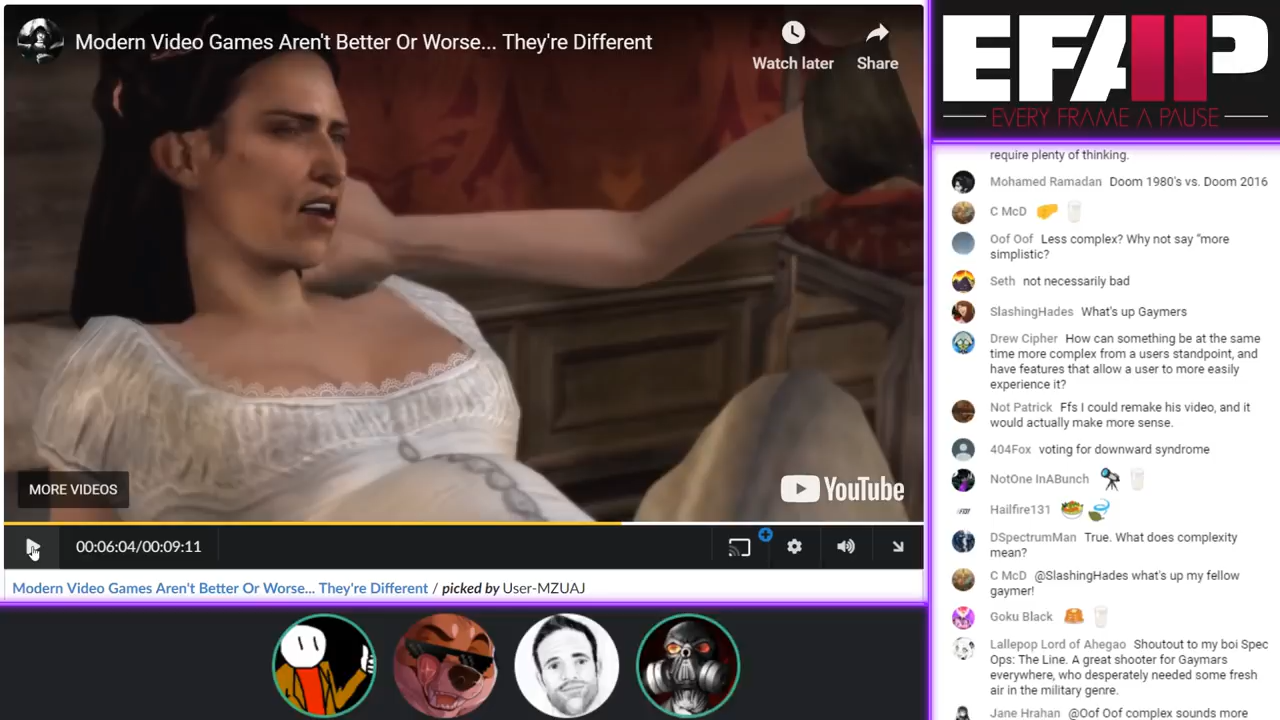 Modern Video Games Aren't Better Or Worse... They're Different
Watch later
Share
MORE VIDEOS
YouTube
00:06:04/00:09:11
Modern Video Games Aren't Better Or Worse... They're Different / picked by User-MZUAJ
EFAP
EVERY FRAME A PAUSE
require plenty of thinking.
Mohamed Ramadan Doom 1980's vs. Doom 2016
C McD
Oof Oof Less complex? Why not say "more
simplistic?
Seth not necessarily bad
SlashingHades What's up Gaymers
Drew Cipher How can something be at the same
time more complex from a users standpoint, and
have features that allow a user to more easily
experience it?
Not Patrick Ffs I could remake his video, and it
would actually make more sense.
404Fox voting for downward syndrome
NotOne InABunch
Hailfire131
DSpectrumMan True. What does complexity
mean?
C McD @SlashingHades what's up my fellow
gaymer!
Goku Black
Lallepop Lord of Ahegao Shoutout to my boi Spec
Ops: The Line. A great shooter for Gaymars
everywhere, who desperately needed some fresh
air in the military genre.
Jane Hrahan @Oof Oof complex sounds more